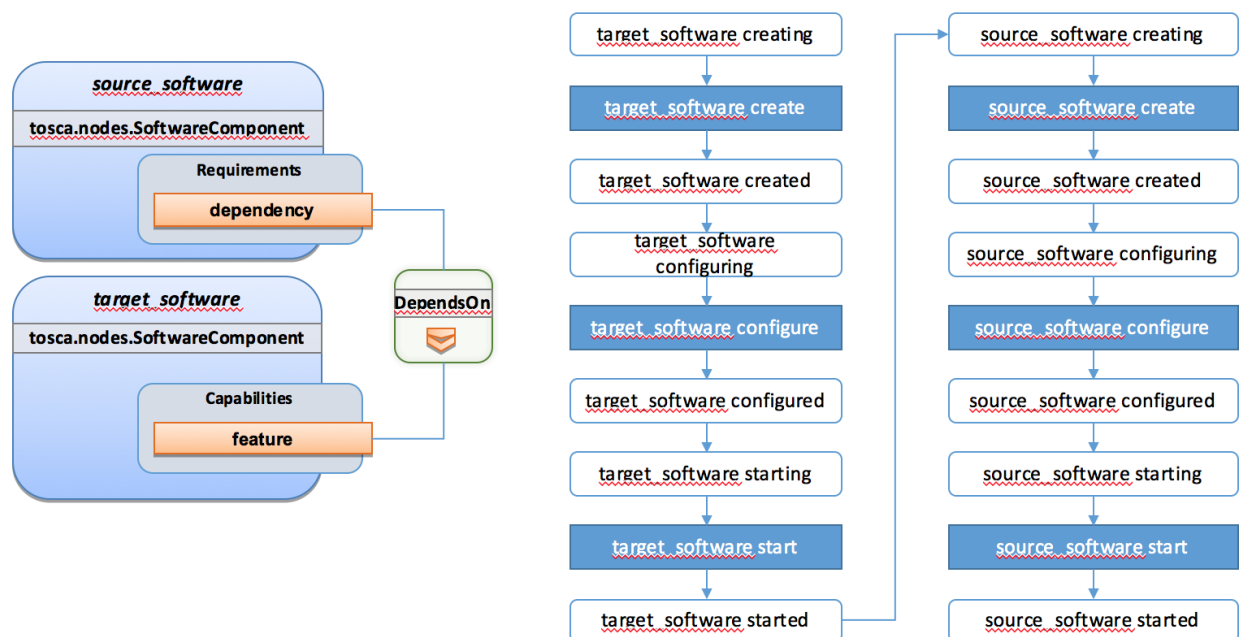 source_software
tosca.nodes.SoftwareComponent
Requirements
dependency
target_software
tosca.nodes.SoftwareComponent
Capabilities
feature
DependsOn
target_software creating
target_software create
target_software created
target_software
configuring
target_software configure
target_software configured
target_software starting
target_software start
target_software started
source_software creating
source_software create
source_software created
source_software configuring
source_software configure
source_software configured
source_software starting
source_software start
source_software started